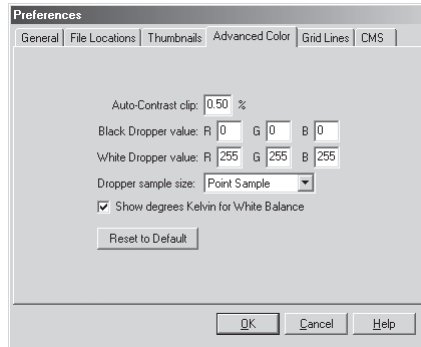 Preferences
General File Locations Thumbnails Advanced Color Grid Lines CMS
Auto-Contrast clip: 0.50 %
Black Dropper value: R 0 G 0 B 0
White Dropper value: R 255 G 255 B 255
Dropper sample size: Point Sample
Show degrees Kelvin for White Balance
Reset to Default
OK Cancel Help